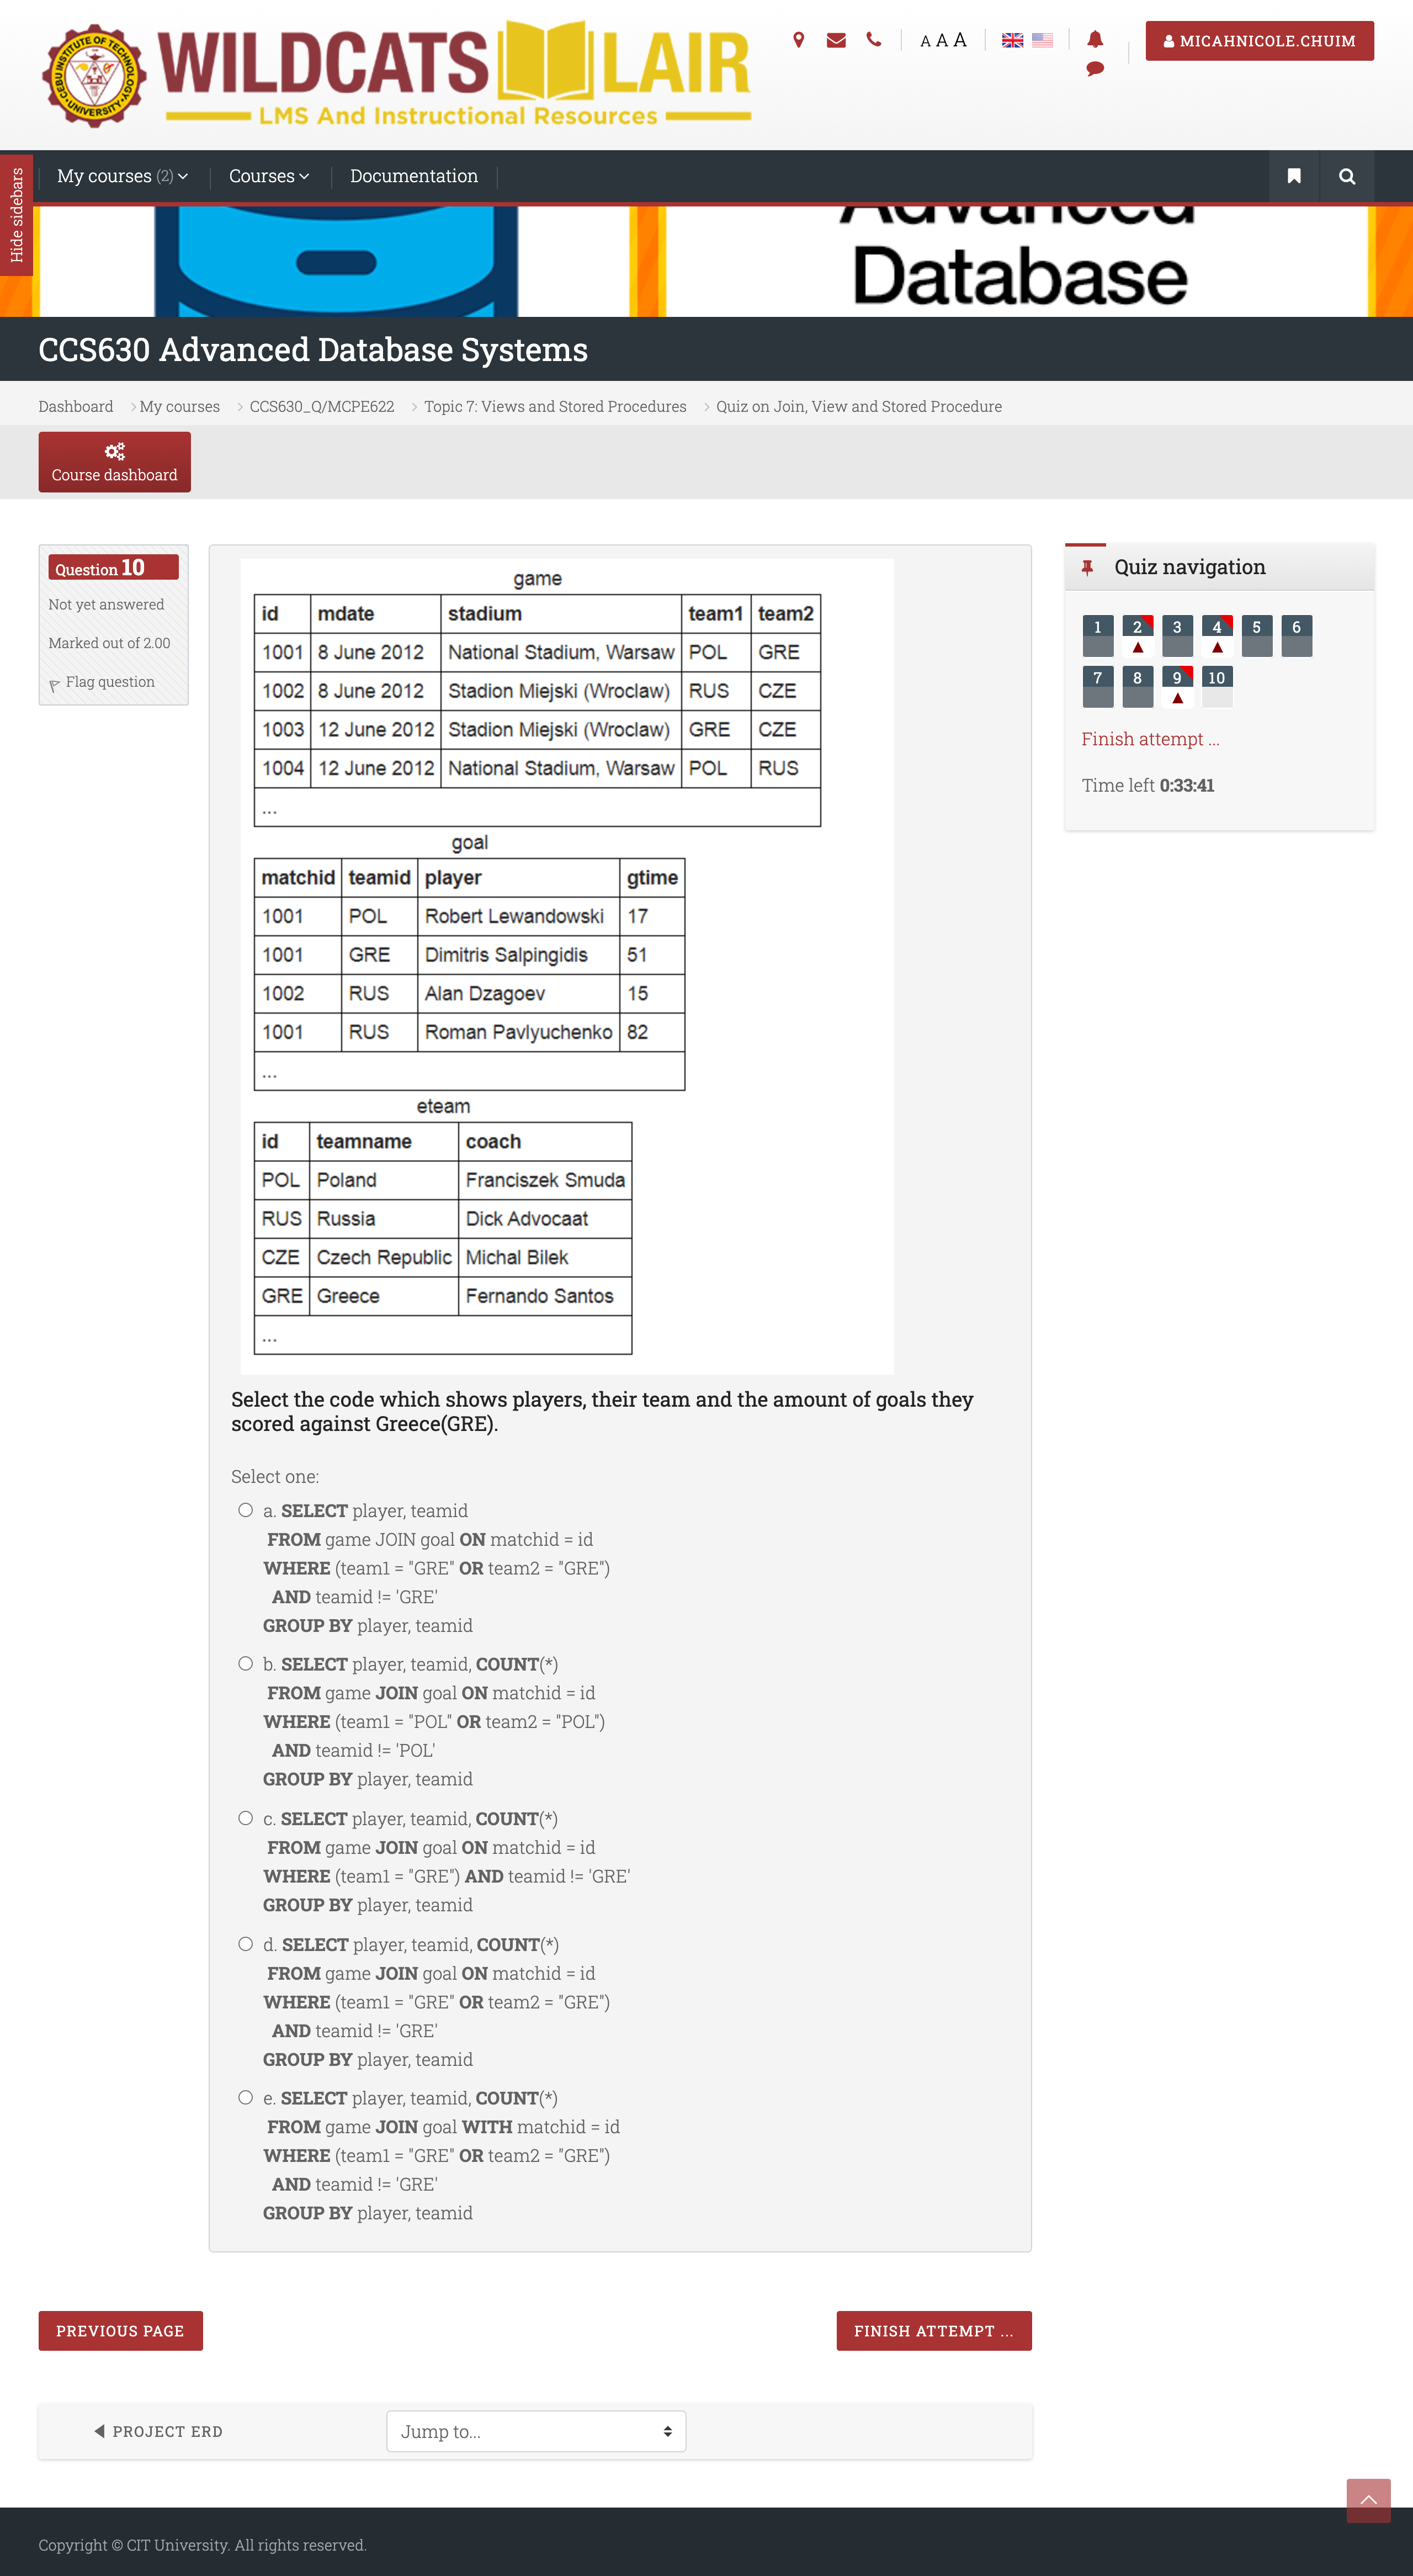 WILDCATS LAIR
LMS And Instructional Resources
CEBU INSTITUTE OF TECHNOLOGY
UNIVERSITY
A A A
MICAHNICOLE.CHUIM
Hide sidebars
My courses (2)
Courses
Documentation
Advanced
Database
CCS630 Advanced Database Systems
Dashboard > My courses > CCS630_Q/MCPE622 > Topic 7: Views and Stored Procedures > Quiz on Join, View and Stored Procedure
Course dashboard
Question 10
Not yet answered
Marked out of 2.00
Flag question
game
id mdate stadium team1 team2
1001 8 June 2012 National Stadium, Warsaw POL GRE
1002 8 June 2012 Stadion Miejski (Wroclaw) RUS CZE
1003 12 June 2012 Stadion Miejski (Wroclaw) GRE CZE
1004 12 June 2012 National Stadium, Warsaw POL RUS
...
goal
matchid teamid player gtime
1001 POL Robert Lewandowski 17
1001 GRE Dimitris Salpingidis 51
1002 RUS Alan Dzagoev 15
1001 RUS Roman Pavlyuchenko 82
...
eteam
id teamname coach
POL Poland Franciszek Smuda
RUS Russia Dick Advocaat
CZE Czech Republic Michal Bilek
GRE Greece Fernando Santos
...
Select the code which shows players, their team and the amount of goals they
scored against Greece(GRE).
Select one:
a. SELECT player, teamid
FROM game JOIN goal ON matchid = id
WHERE (team1 = "GRE" OR team2 = "GRE")
AND teamid != 'GRE'
GROUP BY player, teamid
b. SELECT player, teamid, COUNT(*)
FROM game JOIN goal ON matchid = id
WHERE (team1 = "POL" OR team2 = "POL")
AND teamid != 'POL'
GROUP BY player, teamid
c. SELECT player, teamid, COUNT(*)
FROM game JOIN goal ON matchid = id
WHERE (team1 = "GRE") AND teamid != 'GRE'
GROUP BY player, teamid
d. SELECT player, teamid, COUNT(*)
FROM game JOIN goal ON matchid = id
WHERE (team1 = "GRE" OR team2 = "GRE")
AND teamid != 'GRE'
GROUP BY player, teamid
e. SELECT player, teamid, COUNT(*)
FROM game JOIN goal WITH matchid = id
WHERE (team1 = "GRE" OR team2 = "GRE")
AND teamid != 'GRE'
GROUP BY player, teamid
Quiz navigation
1 2 3 4 5 6
7 8 9 10
Finish attempt ...
Time left 0:33:41
PREVIOUS PAGE
FINISH ATTEMPT ...
PROJECT ERD
Jump to...
Copyright © CIT University. All rights reserved.